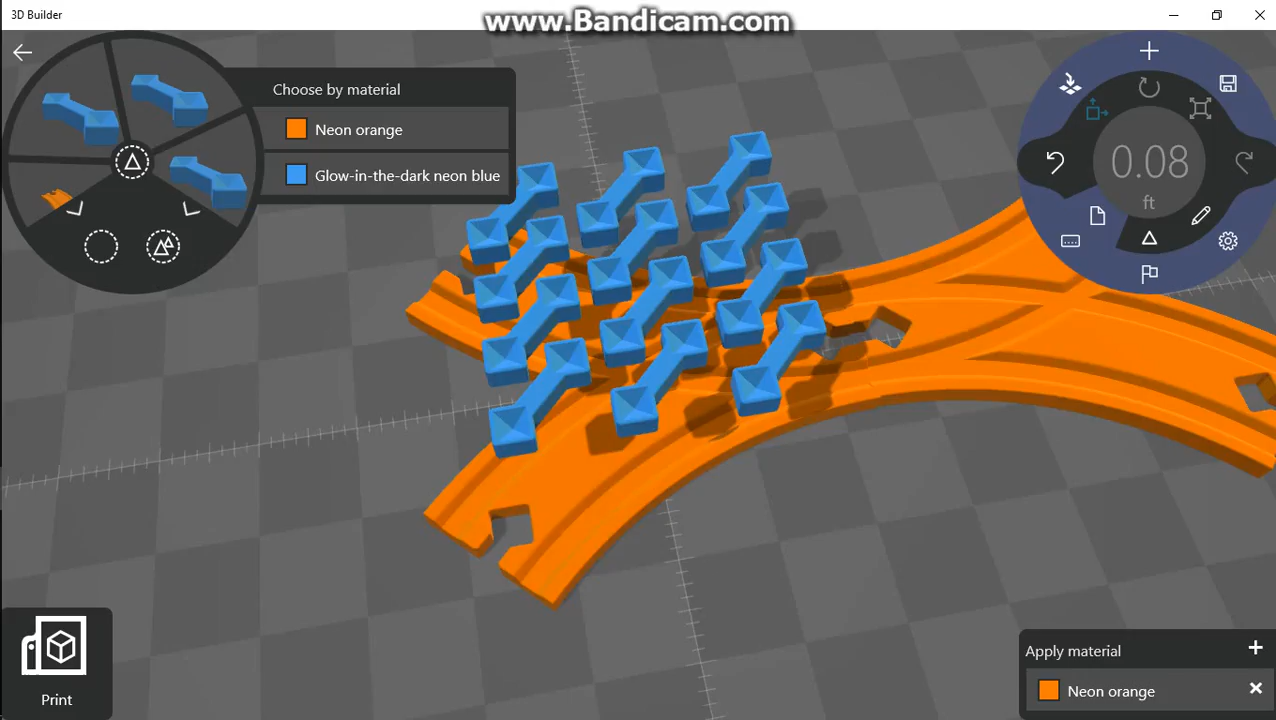 3D Builder
www.Bandicam.com
Choose by material
Neon orange
Glow-in-the-dark neon blue
0.08
ft
Print
Apply material
Neon orange